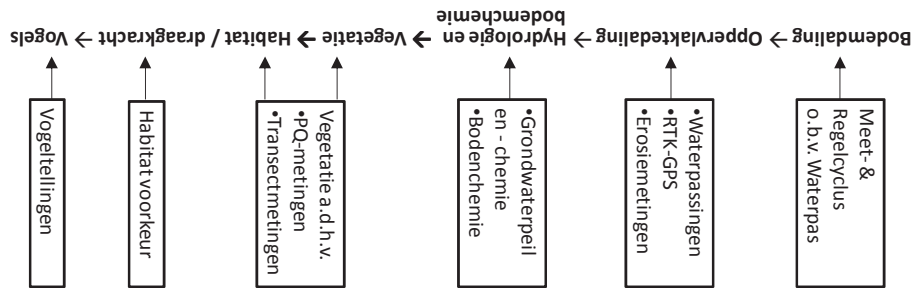 Bodemdaling → Oppervlaktedaling → Hydrologie en → Vegetatie → Habitat / draagkracht → Vogels
bodemchemie
Meet- &
Regelcyclus
o.b.v. Waterpas
•Waterpassingen
•RTK-GPS
•Erosiemetingen
•Grondwaterpeil
en - chemie
•Bodenchemie
Vegetatie a.d.h.v.
•PQ-metingen
•Transectmetingen
Habitatvoorkeur
Vogeltellingen